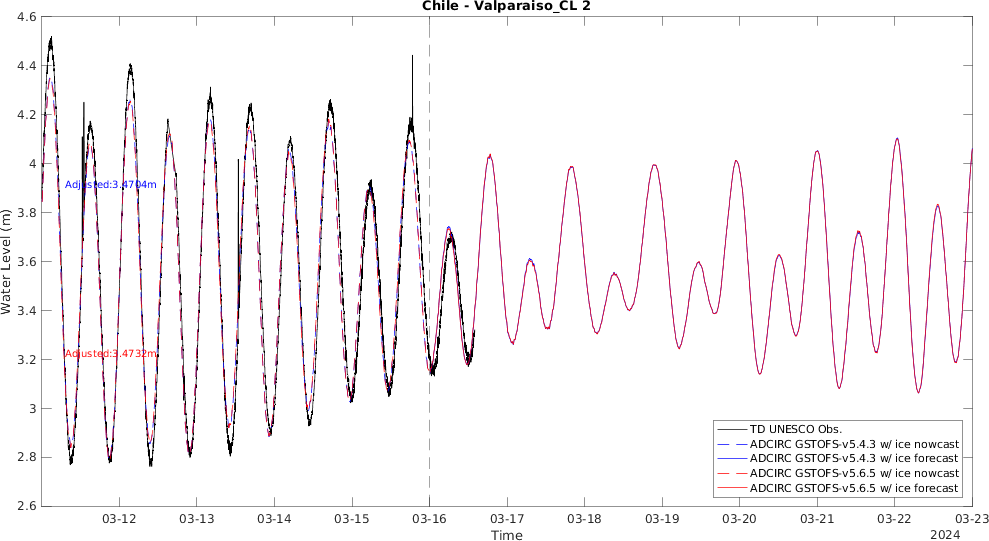 Chile - Valparaiso_CL 2
4.6
4.4
4.2
4
3.8
3.6
3.4
3.2
3
2.8
2.6
Water Level (m)
Adjusted:3.4704m
Adjusted:3.4732m
TD UNESCO Obs.
ADCIRC GSTOFS-v5.4.3 w/ ice nowcast
ADCIRC GSTOFS-v5.4.3 w/ ice forecast
ADCIRC GSTOFS-v5.6.5 w/ ice nowcast
ADCIRC GSTOFS-v5.6.5 w/ ice forecast
03-12 03-13 03-14 03-15 03-16 03-17 03-18 03-19 03-20 03-21 03-22 03-23
Time
2024